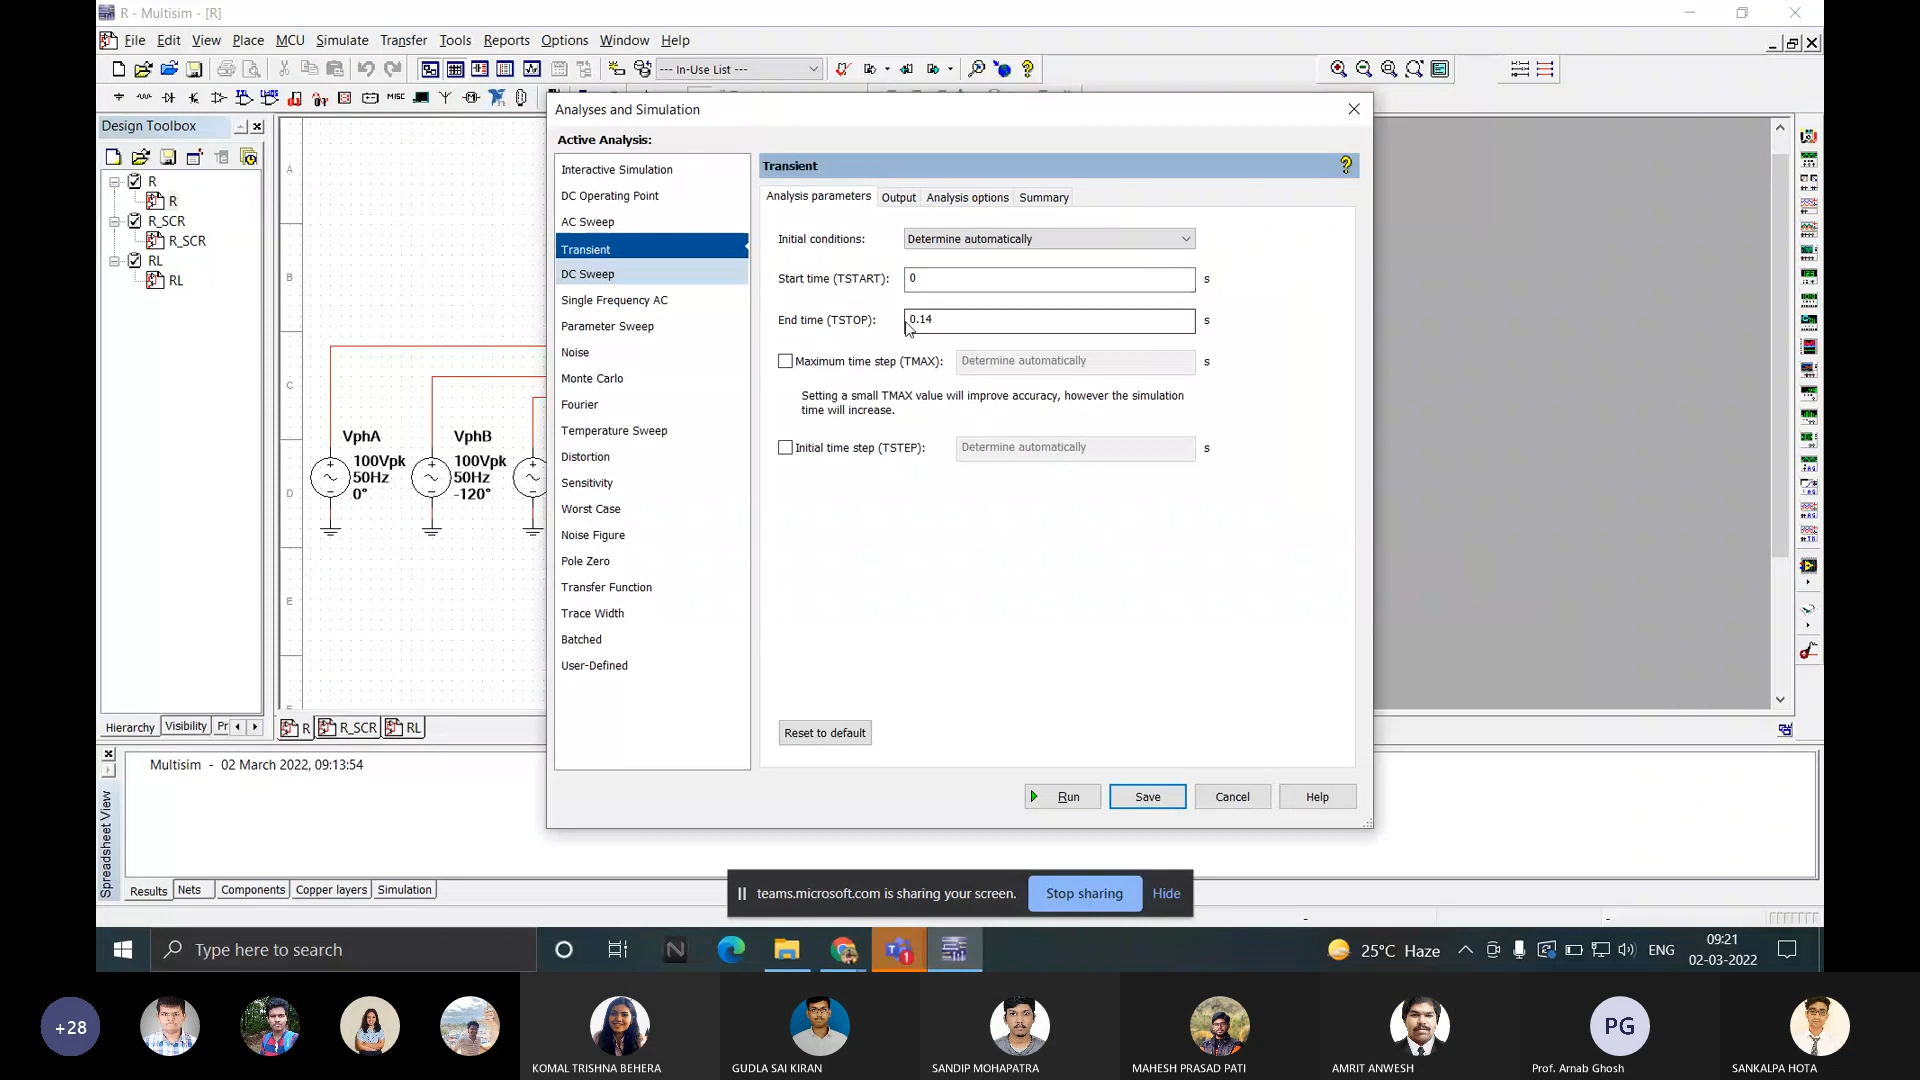 R - Multisim - [R]
File Edit View Place MCU Simulate Transfer Tools Reports Options Window Help
--- In-Use List ---
MISC
Design Toolbox
R
R
R_SCR
R_SCR
RL
RL
Hierarchy Visibility Pr
A
B
C
D
E
VphA
100Vpk
50Hz
0°
VphB
100Vpk
50Hz
-120°
R R_SCR RL
Analyses and Simulation
Active Analysis:
Interactive Simulation
DC Operating Point
AC Sweep
Transient
DC Sweep
Single Frequency AC
Parameter Sweep
Noise
Monte Carlo
Fourier
Temperature Sweep
Distortion
Sensitivity
Worst Case
Noise Figure
Pole Zero
Transfer Function
Trace Width
Batched
User-Defined
Transient
Analysis parameters Output Analysis options Summary
Initial conditions: Determine automatically
Start time (TSTART): 0 s
End time (TSTOP): 0.14 s
Maximum time step (TMAX): Determine automatically s
Setting a small TMAX value will improve accuracy, however the simulation
time will increase.
Initial time step (TSTEP): Determine automatically s
Reset to default
Run Save Cancel Help
Multisim - 02 March 2022, 09:13:54
Spreadsheet View
Results Nets Components Copper layers Simulation
teams.microsoft.com is sharing your screen. Stop sharing Hide
Type here to search
25°C Haze
ENG
09:21
02-03-2022
+28
KOMAL TRISHNA BEHERA
GUDLA SAI KIRAN
SANDIP MOHAPATRA
MAHESH PRASAD PATI
AMRIT ANWESH
PG
Prof. Arnab Ghosh
SANKALPA HOTA